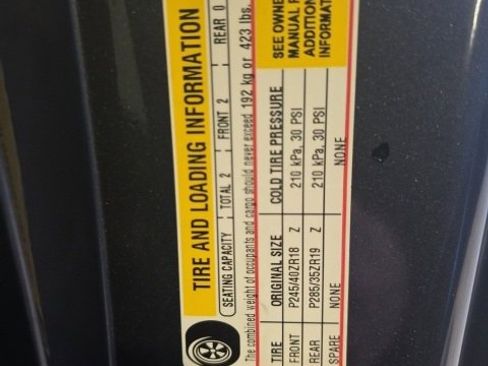 TIRE AND LOADING INFORMATION
SEATING CAPACITY TOTAL 2 FRONT 2 REAR 0
The combined weight of occupants and cargo should never exceed 192 kg or 423 lbs.
TIRE ORIGINAL SIZE COLD TIRE PRESSURE
FRONT P245/40ZR18 Z 210 kPa, 30 PSI
REAR P285/35ZR19 Z 210 kPa, 30 PSI
SPARE NONE NONE
SEE OWNE
MANUAL F
ADDITION
INFORMAT